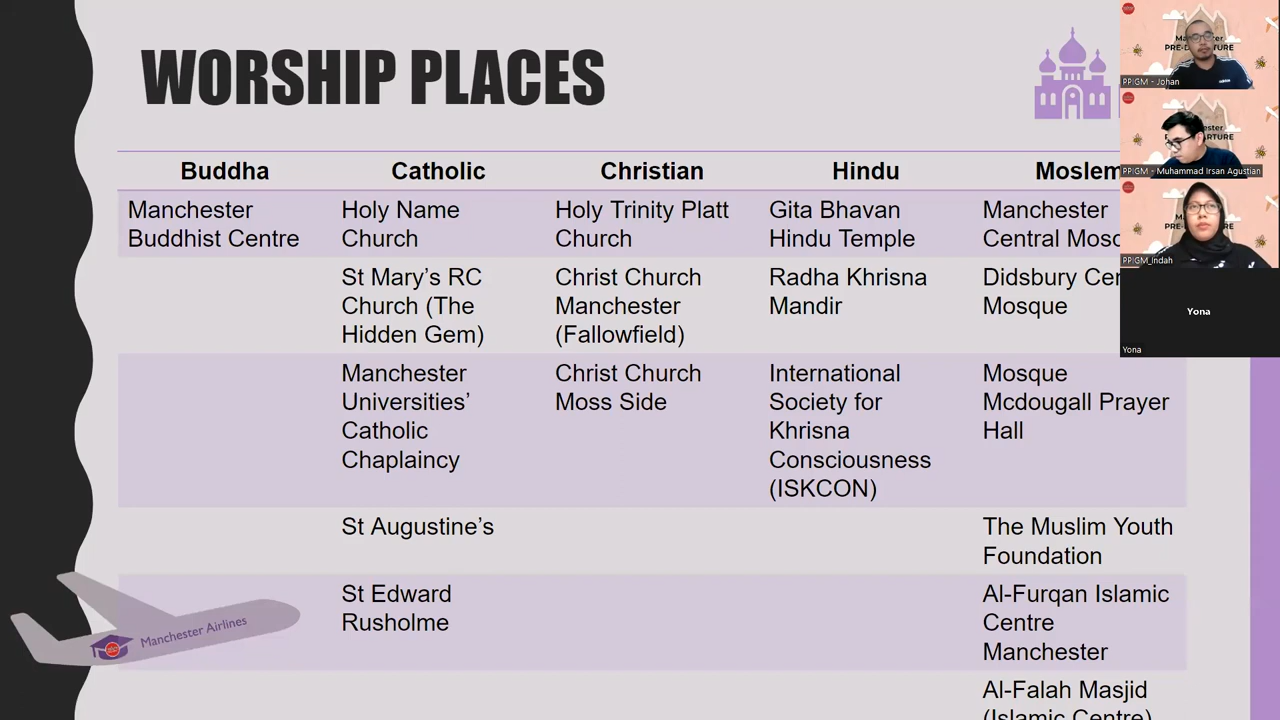 WORSHIP PLACES
Buddha
Catholic
Christian
Hindu
Moslem
Manchester
Buddhist Centre
Holy Name
Church
Holy Trinity Platt
Church
Gita Bhavan
Hindu Temple
Manchester
Central
St Mary’s RC
Church (The
Hidden Gem)
Christ Church
Manchester
(Fallowfield)
Radha Khrisna
Mandir
Didsbury
Mosque
Manchester
Universities’
Catholic
Chaplaincy
Christ Church
Moss Side
International
Society for
Khrisna
Consciousness
(ISKCON)
Mosque
Mcdougall Prayer
Hall
St Augustine’s
The Muslim Youth
Foundation
St Edward
Rusholme
Al-Furqan Islamic
Centre
Manchester
Al-Falah Masjid
(Islamic Centre)
Manchester Airlines
PPIGM - Johan
PPIGM - Muhammad Irsan Agustian
PPIGM_Indah
Yona
Yona